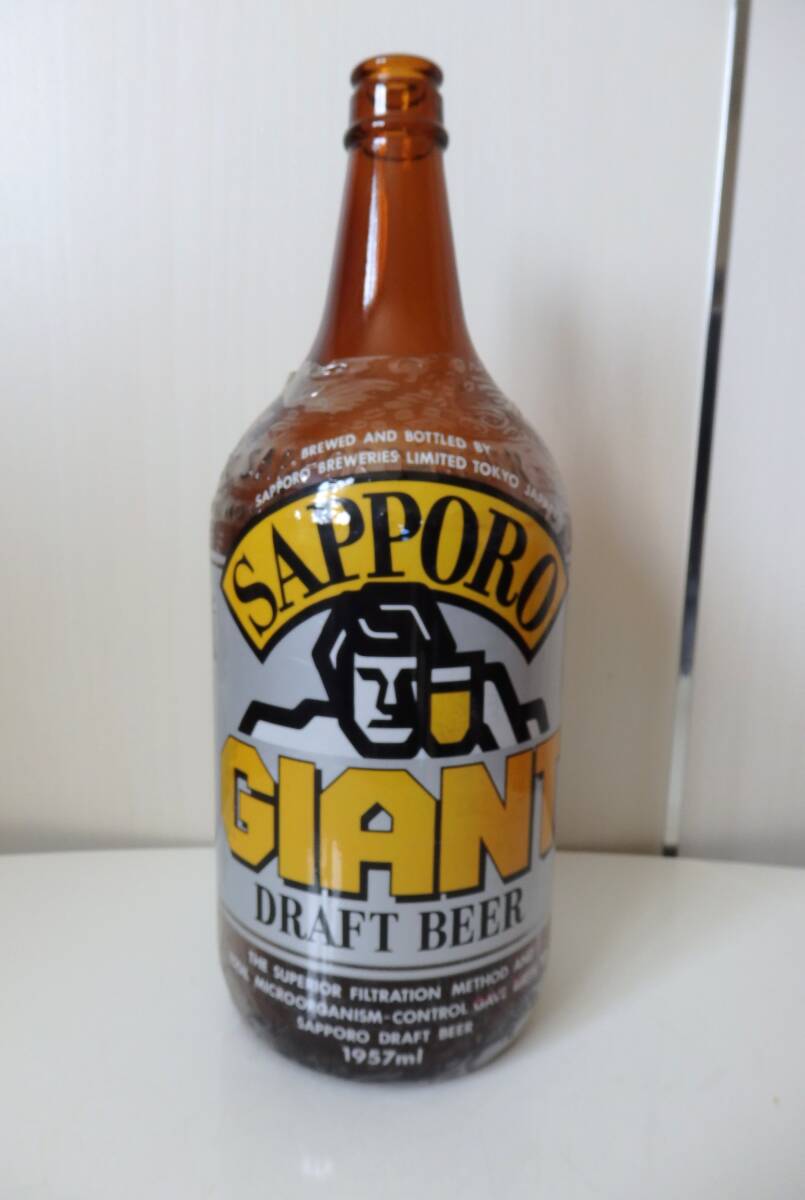 BREWED AND BOTTLED BY
SAPPORO BREWERIES LIMITED TOKYO JAPAN
SAPPORO
GIANT
DRAFT BEER
THE SUPERIOR FILTRATION METHOD AND
MICROORGANISM-CONTROL GAVE
SAPPORO DRAFT BEER
1957ml